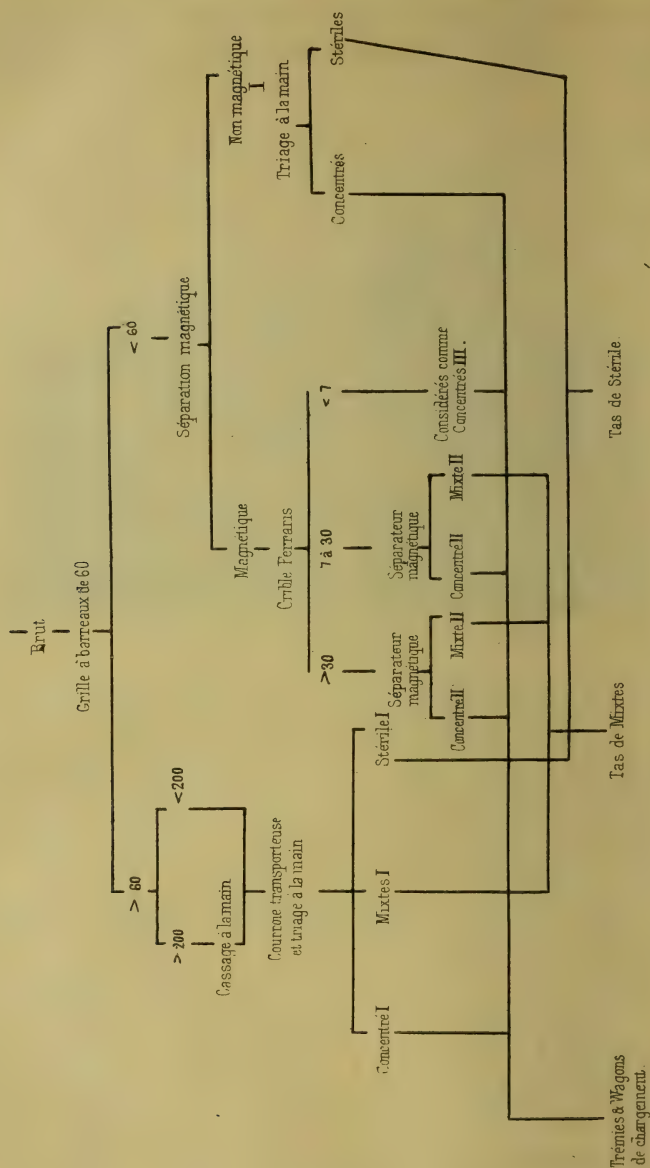 Brut
Grille à barreaux de 60
> 60
< 60
> 200
< 200
Cassage à la main
Courroie transporteuse
et triage à la main
Séparation magnétique
Magnétique
Non magnétique
I
Crible Ferraris
Triage à la main
> 30
7 à 30
< 7
Concentré I
Mixtes I
Stérile I
Séparateur
magnétique
Séparateur
magnétique
Considérés comme
Concentrés III.
Concentrés
Stériles
Concentré II
Mixte II
Concentré II
Mixte II
Trémies & Wagons
de chargement.
Tas de Mixtes
Tas de Stérile